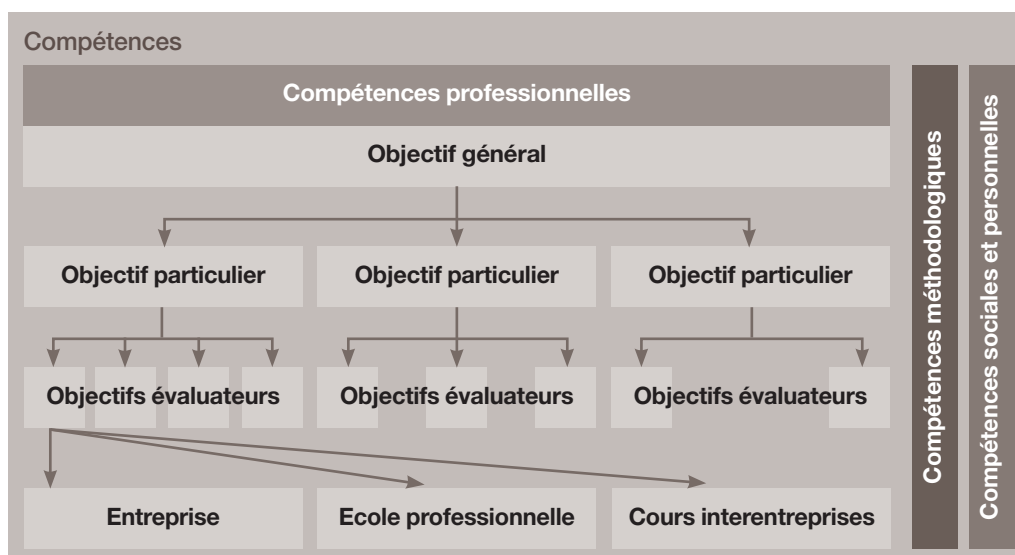 Compétences
Compétences professionnelles
Objectif général
Objectif particulier
Objectif particulier
Objectif particulier
Objectifs évaluateurs
Objectifs évaluateurs
Objectifs évaluateurs
Entreprise
Ecole professionnelle
Cours interentreprises
Compétences méthodologiques
Compétences sociales et personnelles